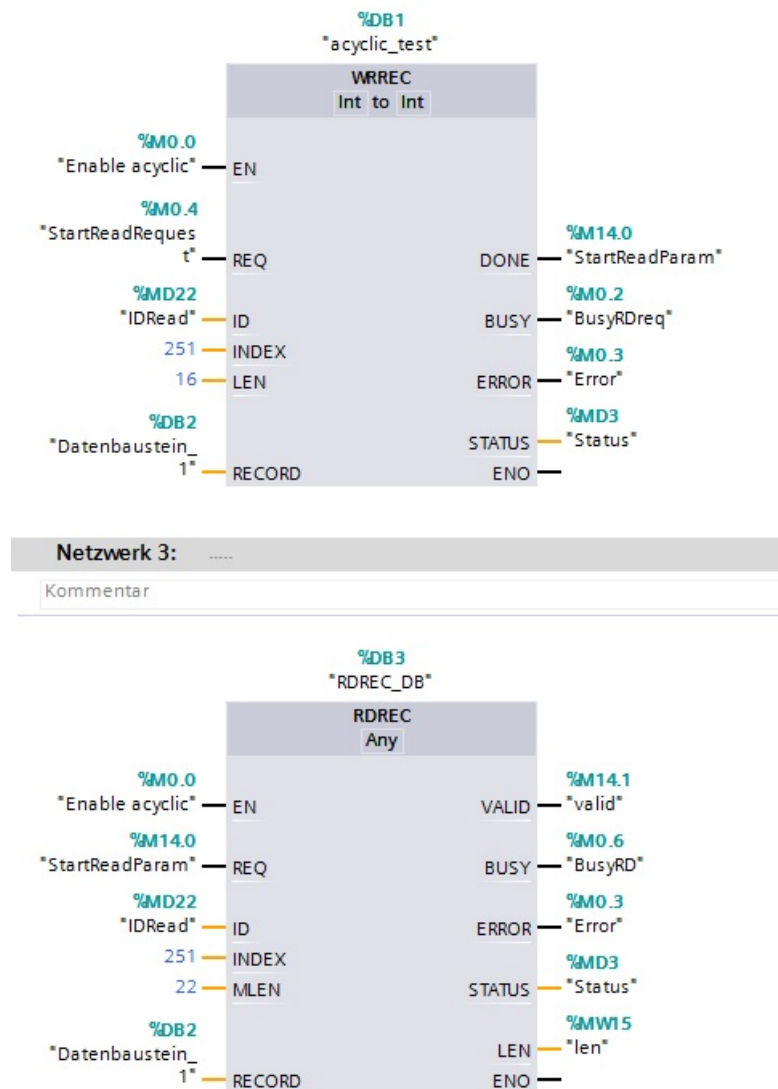 %DB1
"acyclic_test"
WRREC
Int to Int
%M0.0
"Enable acyclic" EN
%M0.4
"StartReadReques
t" REQ
%M14.0
DONE "StartReadParam"
%MD22
"IDRead" ID
%M0.2
BUSY "BusyRDreq"
251 INDEX
%M0.3
16 LEN
ERROR "Error"
%DB2
"Datenbaustein_
1" RECORD
%MD3
STATUS "Status"
ENO
Netzwerk 3: .....
Kommentar
%DB3
"RDREC_DB"
RDREC
Any
%M0.0
"Enable acyclic" EN
%M14.1
VALID "valid"
%M14.0
"StartReadParam" REQ
%M0.6
BUSY "BusyRD"
%MD22
"IDRead" ID
%M0.3
ERROR "Error"
251 INDEX
22 MLEN
%MD3
STATUS "Status"
%DB2
"Datenbaustein_
1" RECORD
%MW15
LEN "len"
ENO